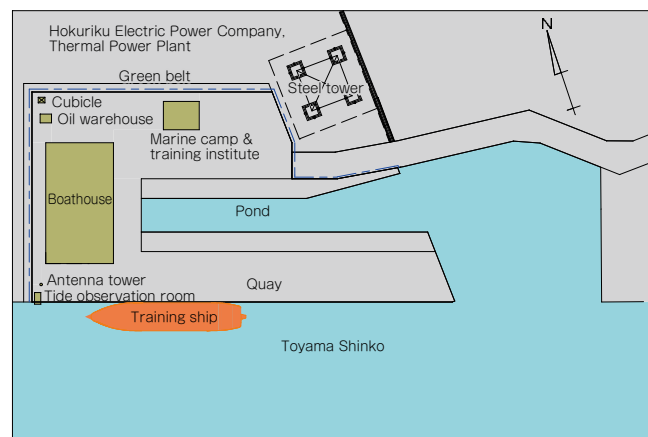 Hokuriku Electric Power Company,
Thermal Power Plant
N
Green belt
Steel tower
Cubicle
Oil warehouse
Marine camp &
training institute
Boathouse
Pond
Antenna tower
Quay
Tide observation room
Training ship
Toyama Shinko